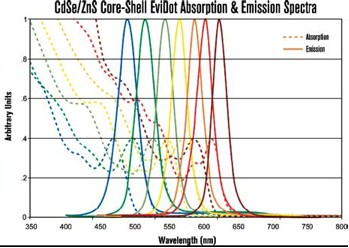 CdSe/ZnS Core-Shell EviDot Absorption & Emission Spectra
1
.8
.6
.4
.2
0
Arbitrary Units
Absorption
Emission
350 400 450 500 550 600 650 700 750 800
Wavelength (nm)